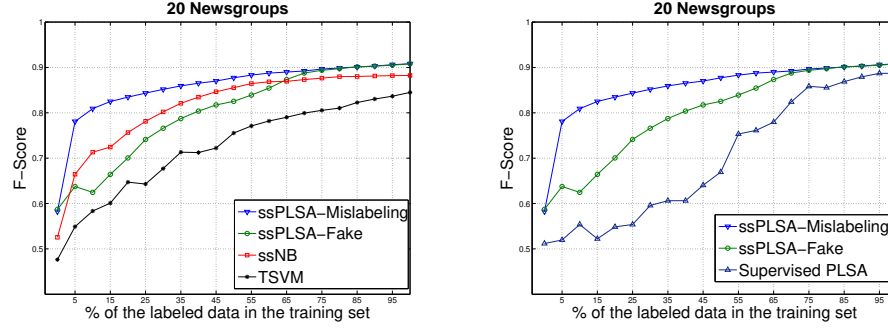 20 Newsgroups
F−Score
0.9
0.8
0.7
0.6
0.5
5 15 25 35 45 55 65 75 85 95
% of the labeled data in the training set
ssPLSA−Mislabeling
ssPLSA−Fake
ssNB
TSVM
20 Newsgroups
F−Score
0.9
0.8
0.7
0.6
0.5
5 15 25 35 45 55 65 75 85 95
% of the labeled data in the training set
ssPLSA−Mislabeling
ssPLSA−Fake
Supervised PLSA